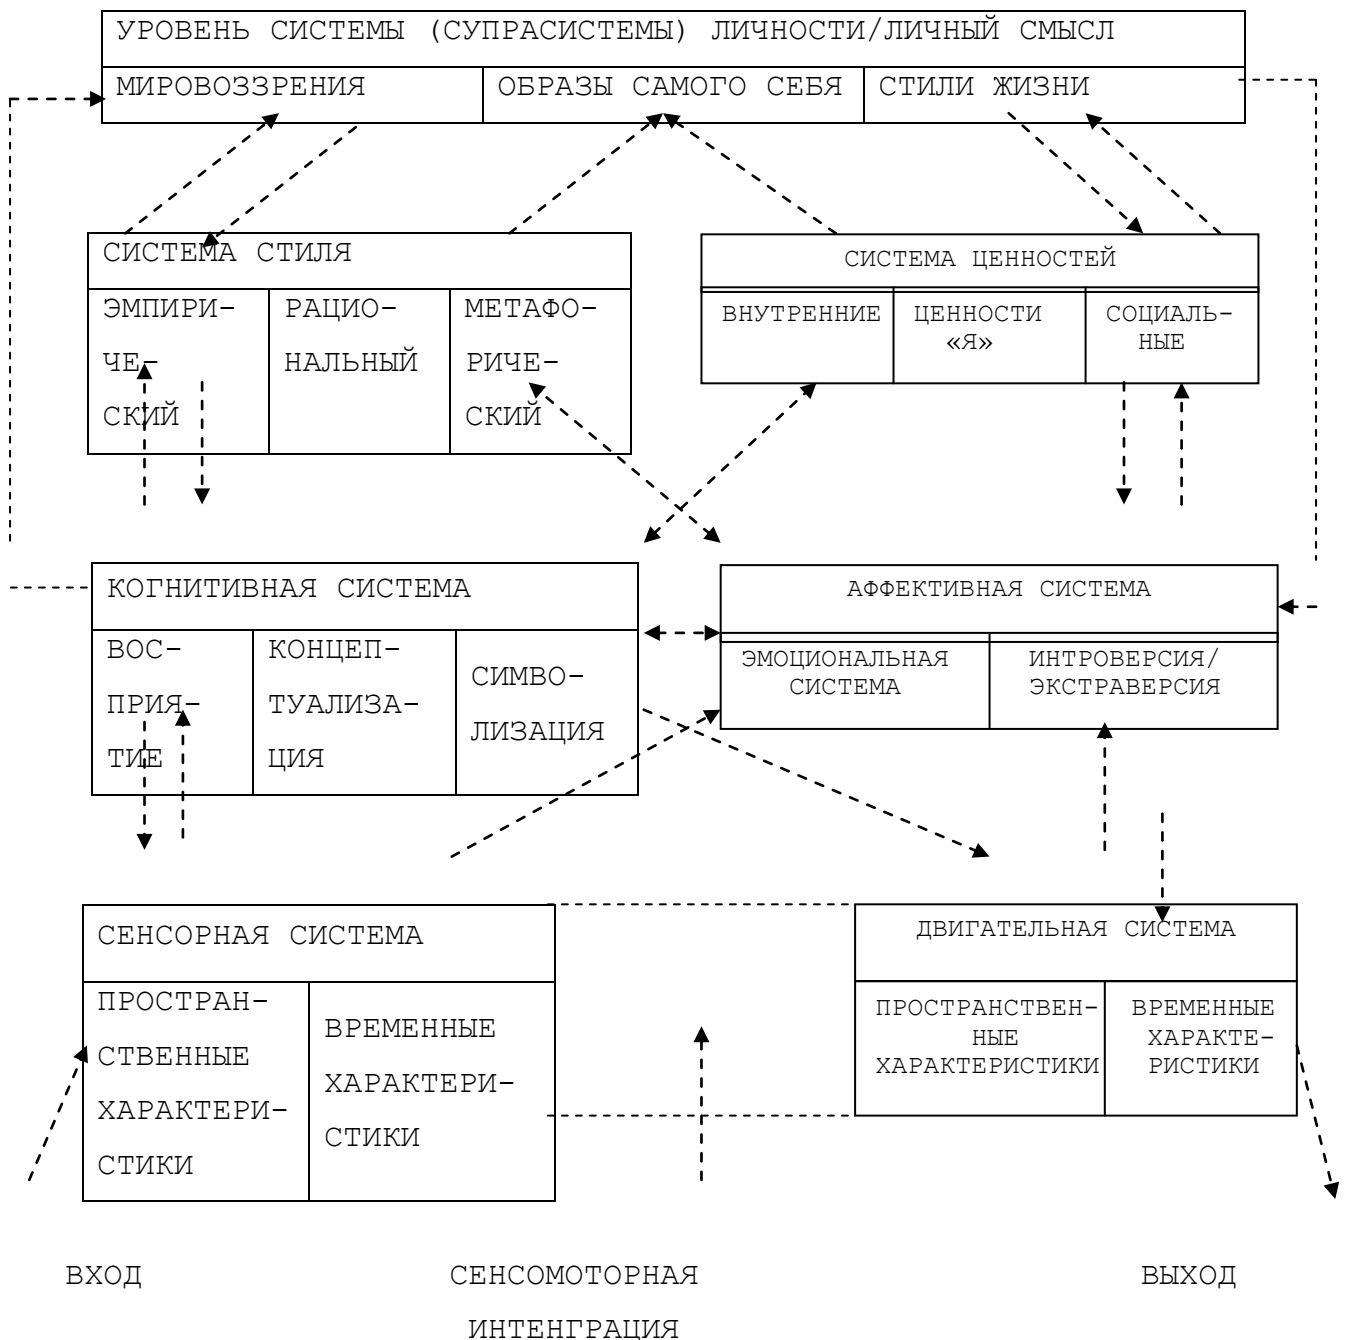 УРОВЕНЬ СИСТЕМЫ (СУПРАСИСТЕМЫ) ЛИЧНОСТИ/ЛИЧНЫЙ СМЫСЛ
МИРОВОЗЗРЕНИЯ
ОБРАЗЫ САМОГО СЕБЯ
СТИЛИ ЖИЗНИ
СИСТЕМА СТИЛЯ
ЭМПИРИ-
ЧЕ-
СКИЙ
РАЦИО-
НАЛЬНЫЙ
МЕТАФО-
РИЧЕ-
СКИЙ
СИСТЕМА ЦЕННОСТЕЙ
ВНУТРЕННИЕ
ЦЕННОСТИ
«Я»
СОЦИАЛЬ-
НЫЕ
КОГНИТИВНАЯ СИСТЕМА
ВОС-
ПРИЯ-
ТИЕ
КОНЦЕП-
ТУАЛИЗА-
ЦИЯ
СИМВО-
ЛИЗАЦИЯ
АФФЕКТИВНАЯ СИСТЕМА
ЭМОЦИОНАЛЬНАЯ
СИСТЕМА
ИНТРОВЕРСИЯ/
ЭКСТРАВЕРСИЯ
СЕНСОРНАЯ СИСТЕМА
ПРОСТРАН-
СТВЕННЫЕ
ХАРАКТЕРИ-
СТИКИ
ВРЕМЕННЫЕ
ХАРАКТЕРИ-
СТИКИ
ДВИГАТЕЛЬНАЯ СИСТЕМА
ПРОСТРАНСТВЕН-
НЫЕ
ХАРАКТЕРИСТИКИ
ВРЕМЕННЫЕ
ХАРАКТЕ-
РИСТИКИ
ВХОД
СЕНСОМОТОРНАЯ
ИНТЕНГРАЦИЯ
ВЫХОД